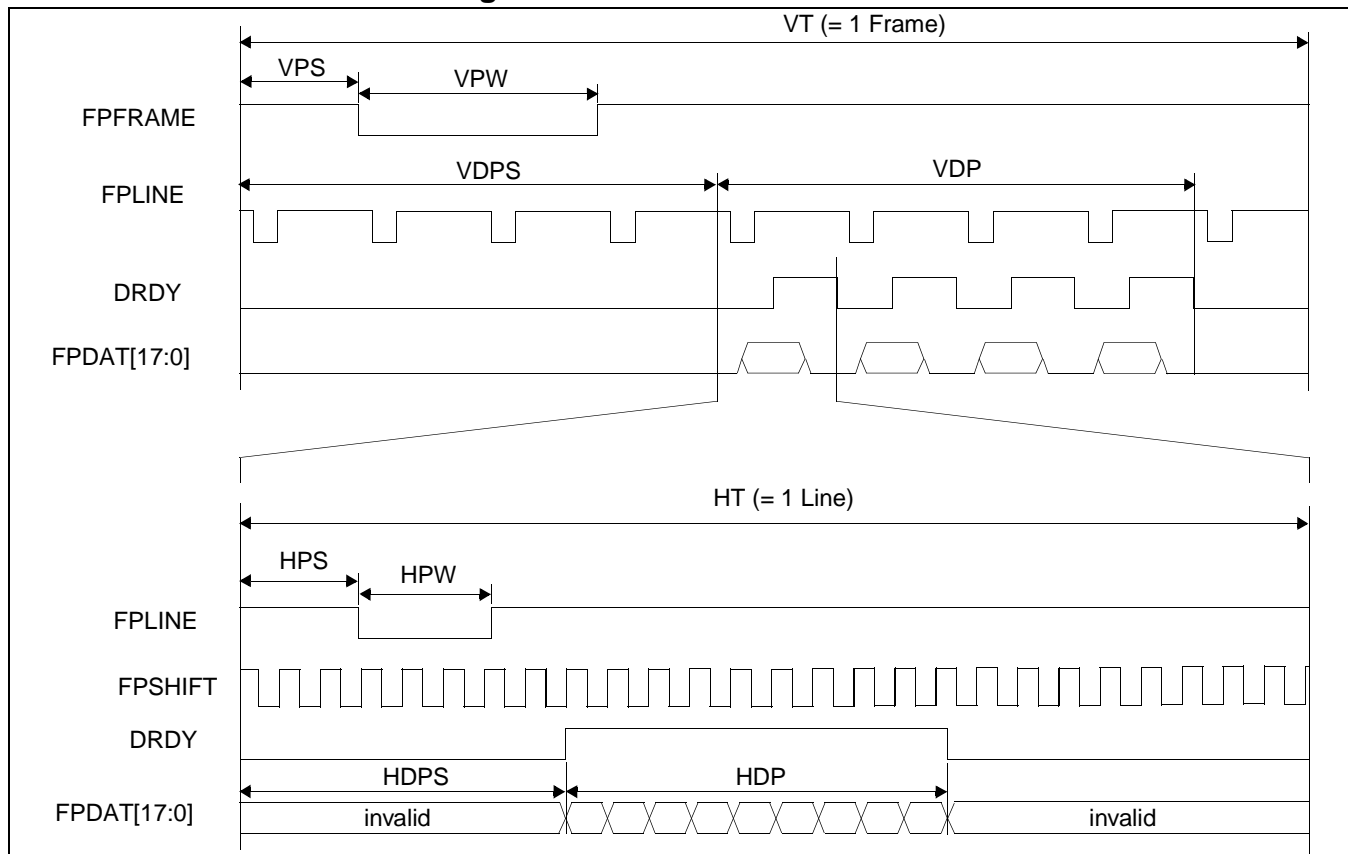 g
VT (= 1 Frame)
VPS
VPW
FPFRAME
VDPS
VDP
FPLINE
DRDY
FPDAT[17:0]
HT (= 1 Line)
HPS
HPW
FPLINE
FPSHIFT
DRDY
HDPS
HDP
FPDAT[17:0]
invalid
invalid